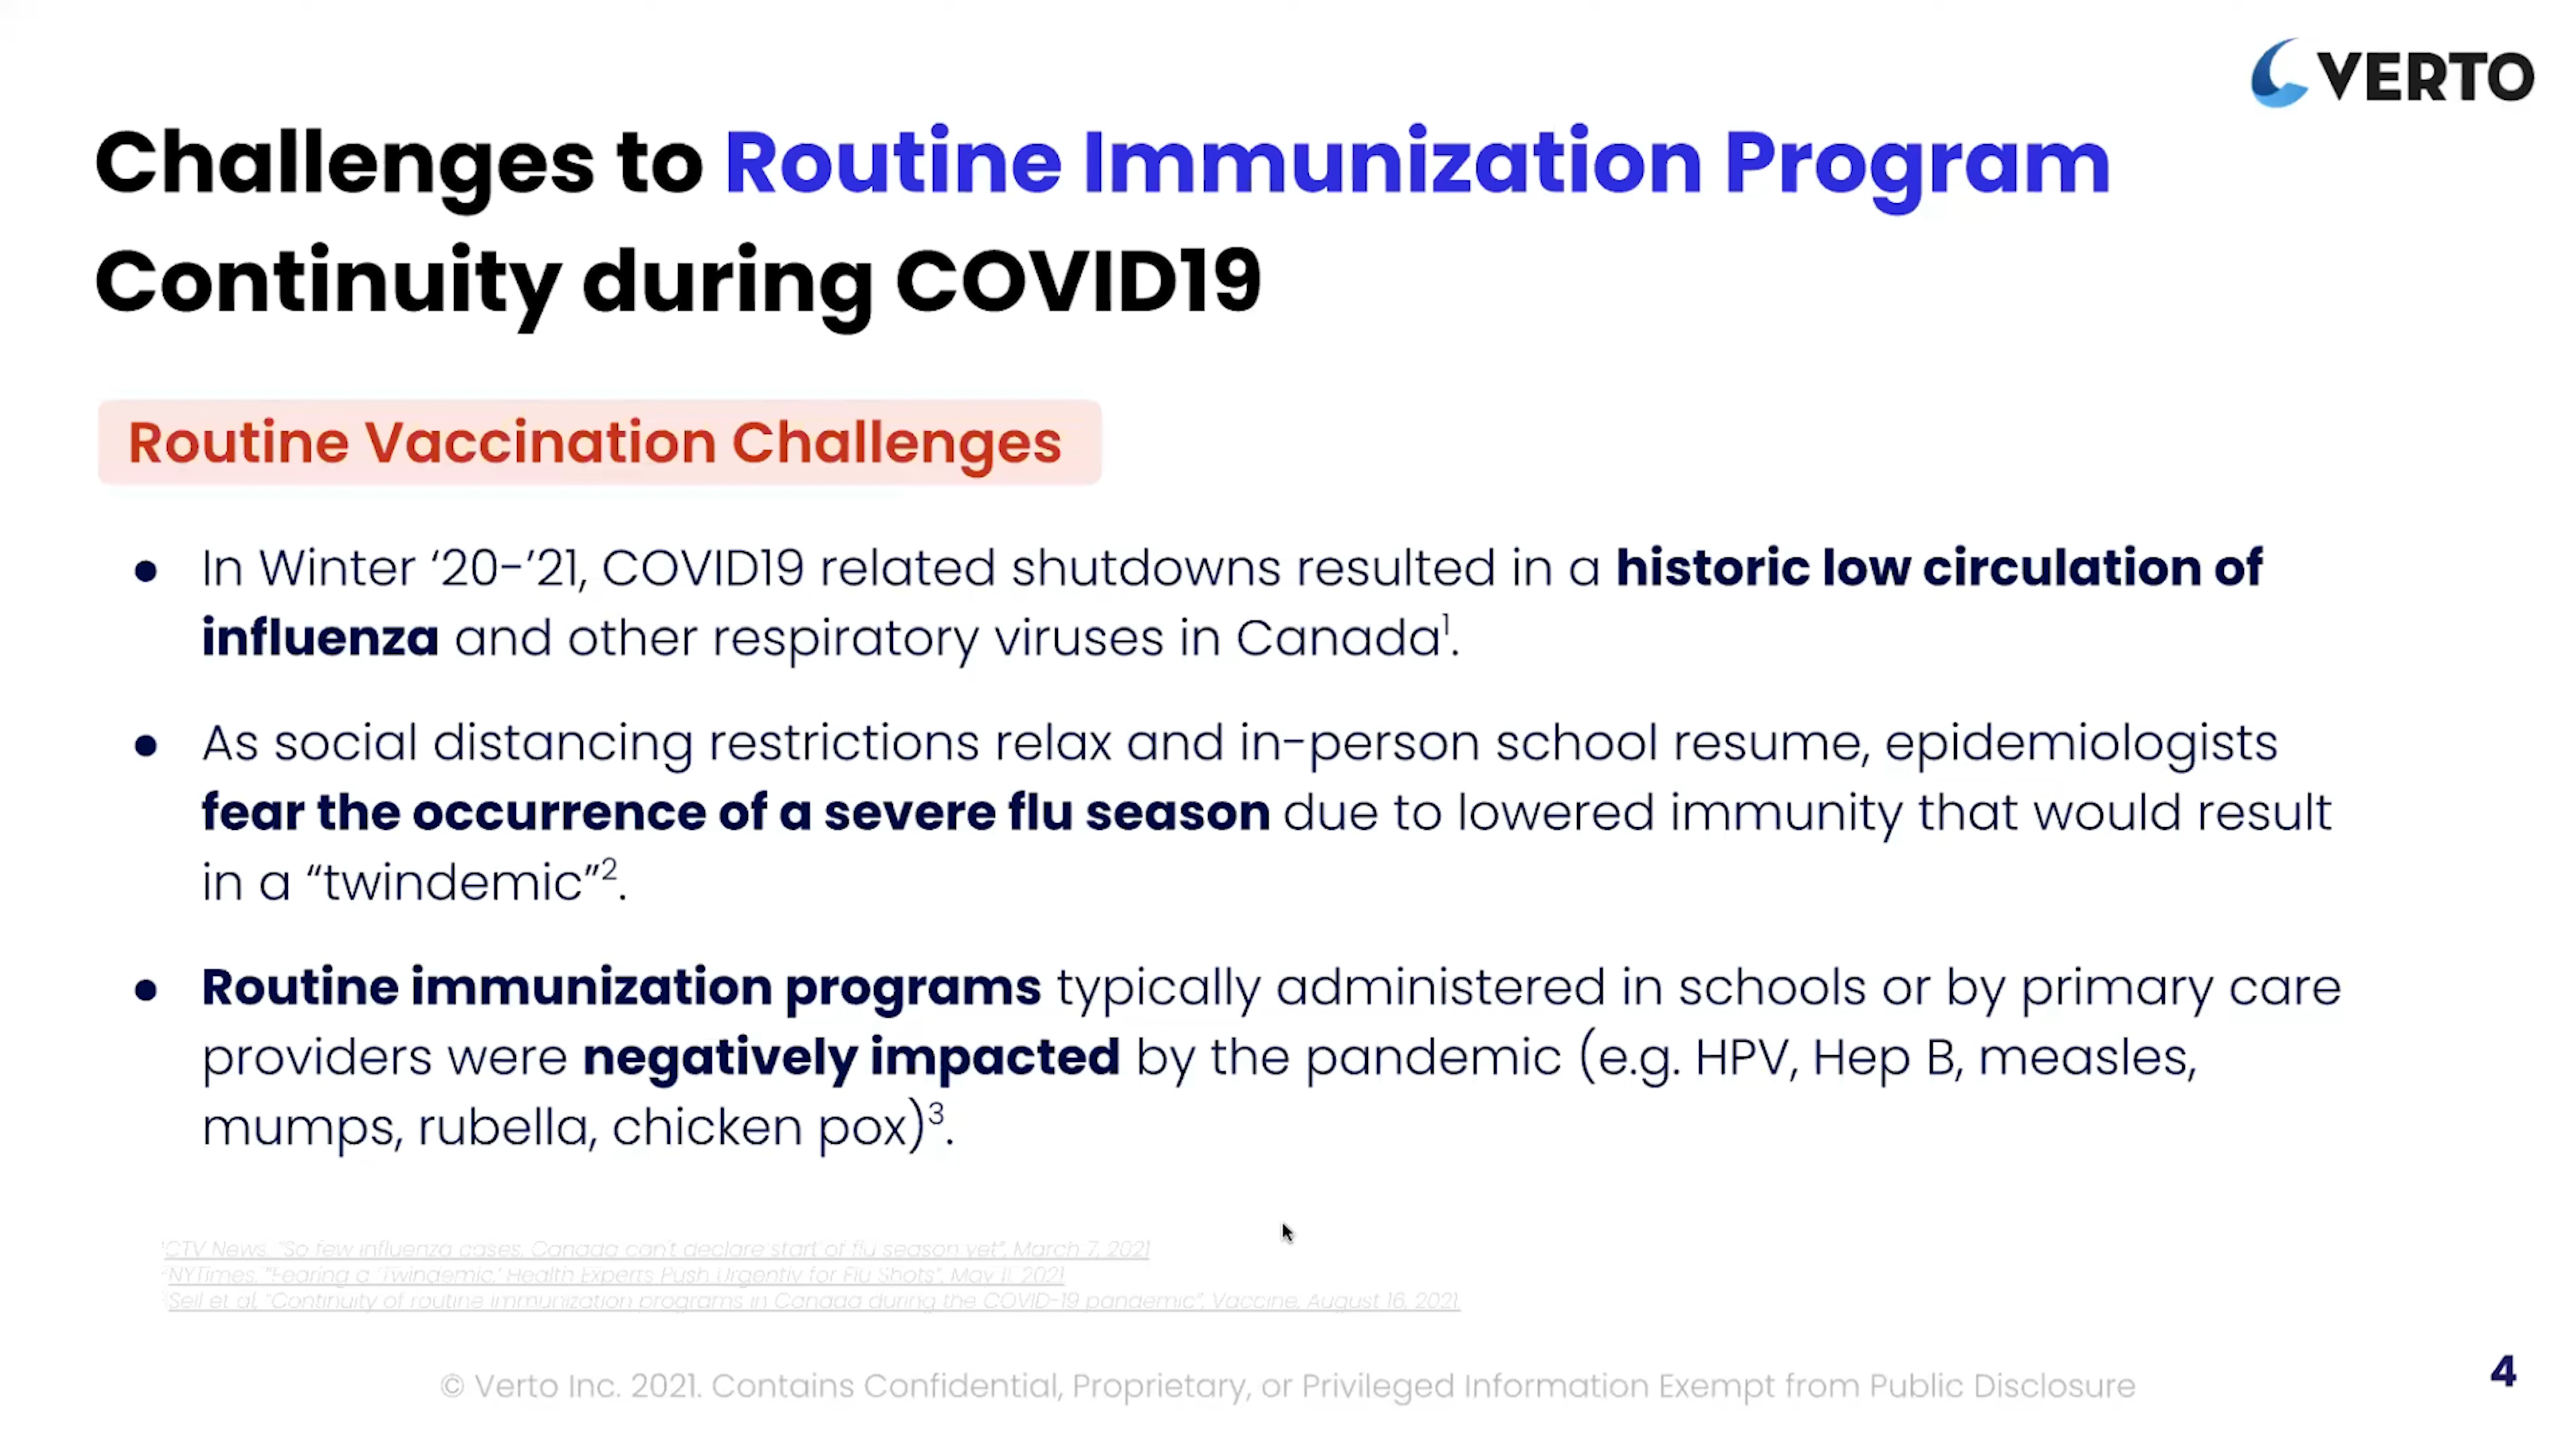 VERTO
Challenges to Routine Immunization Program
Continuity during COVID19
Routine Vaccination Challenges
● In Winter ‘20-’21, COVID19 related shutdowns resulted in a historic low circulation of
influenza and other respiratory viruses in Canada¹.
● As social distancing restrictions relax and in-person school resume, epidemiologists
fear the occurrence of a severe flu season due to lowered immunity that would result
in a “twindemic”².
● Routine immunization programs typically administered in schools or by primary care
providers were negatively impacted by the pandemic (e.g. HPV, Hep B, measles,
mumps, rubella, chicken pox)³.
¹CTV News, “So few influenza cases, Canada can’t declare start of flu season yet”, March 7, 2021
²NYTimes, “Fearing a ‘Twindemic,’ Health Experts Push Urgently for Flu Shots”, May 11, 2021
Sell et al, “Continuity of routine immunization programs in Canada during the COVID-19 pandemic”, Vaccine, August 16, 2021
© Verto Inc. 2021. Contains Confidential, Proprietary, or Privileged Information Exempt from Public Disclosure
4